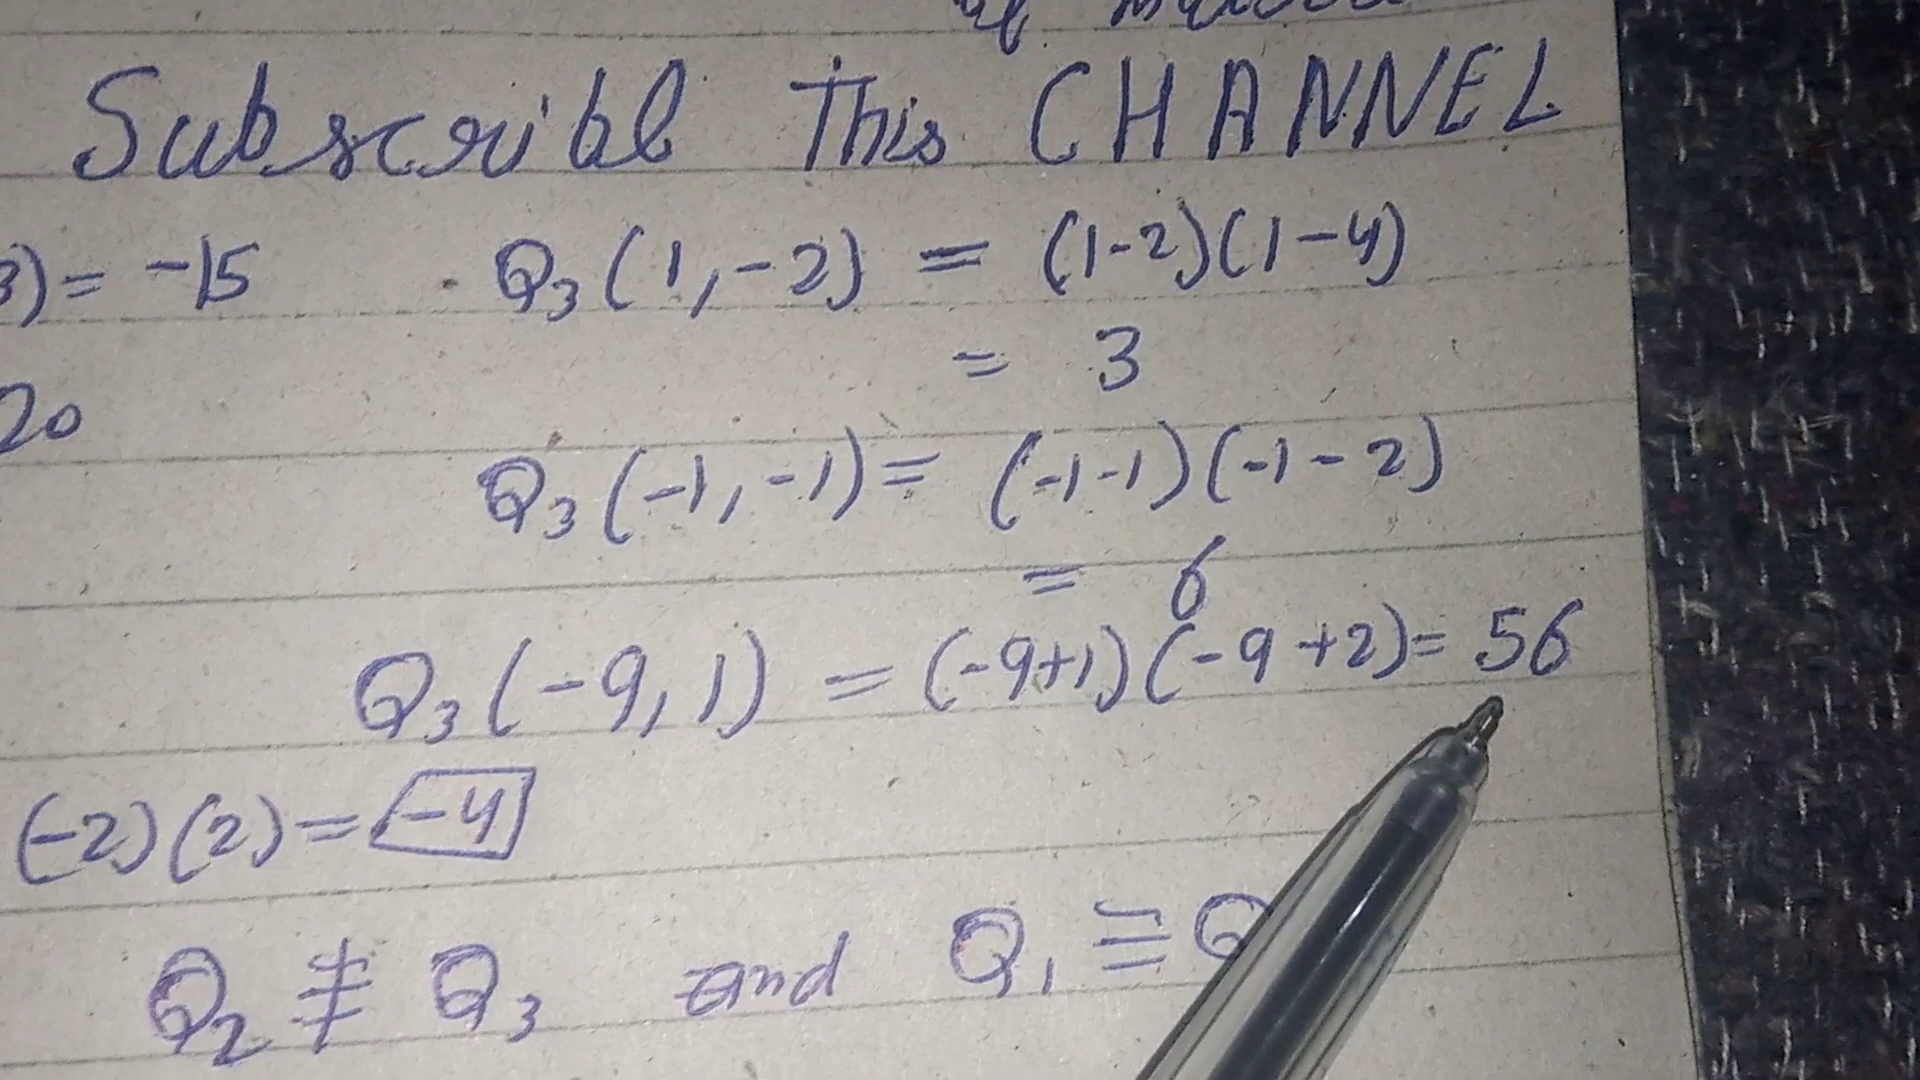 Subscribe This CHANNEL
3) = -15 Q₃(1, -2) = (1-2)(1-4)
= 3
20
Q₃(-1, -1) = (-1-1)(-1-2)
= 6
Q₃(-9, 1) = (-9+1)(-9+2) = 56
(-2)(2) = -4
Q₂ ≢ Q₃ and Q₁ ≅ Q